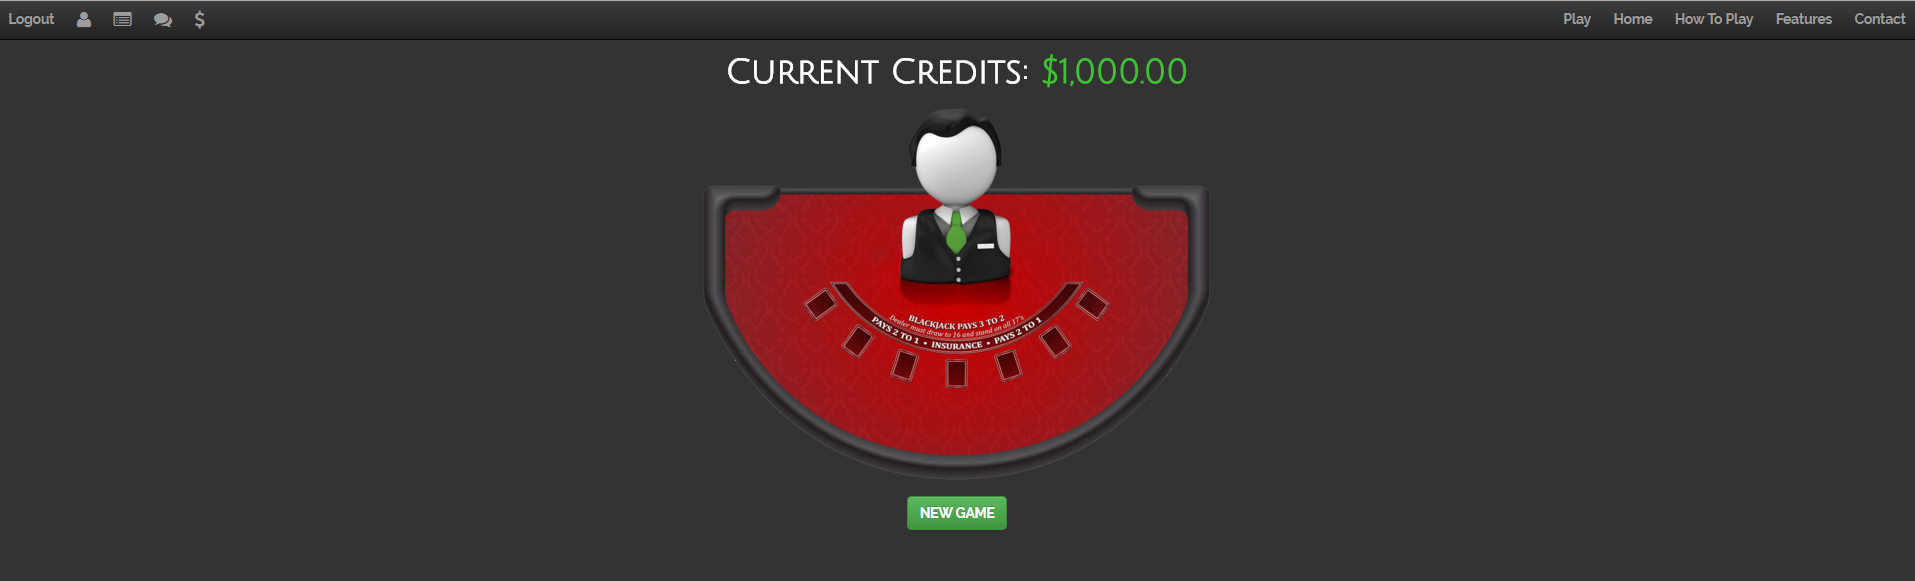 Logout $ Play Home How To Play Features Contact
CURRENT CREDITS: $1,000.00
BLACKJACK PAYS 3 TO 2
Dealer must draw to 16 and stand on all 17's
PAYS 2 TO 1 • INSURANCE • PAYS 2 TO 1
NEW GAME